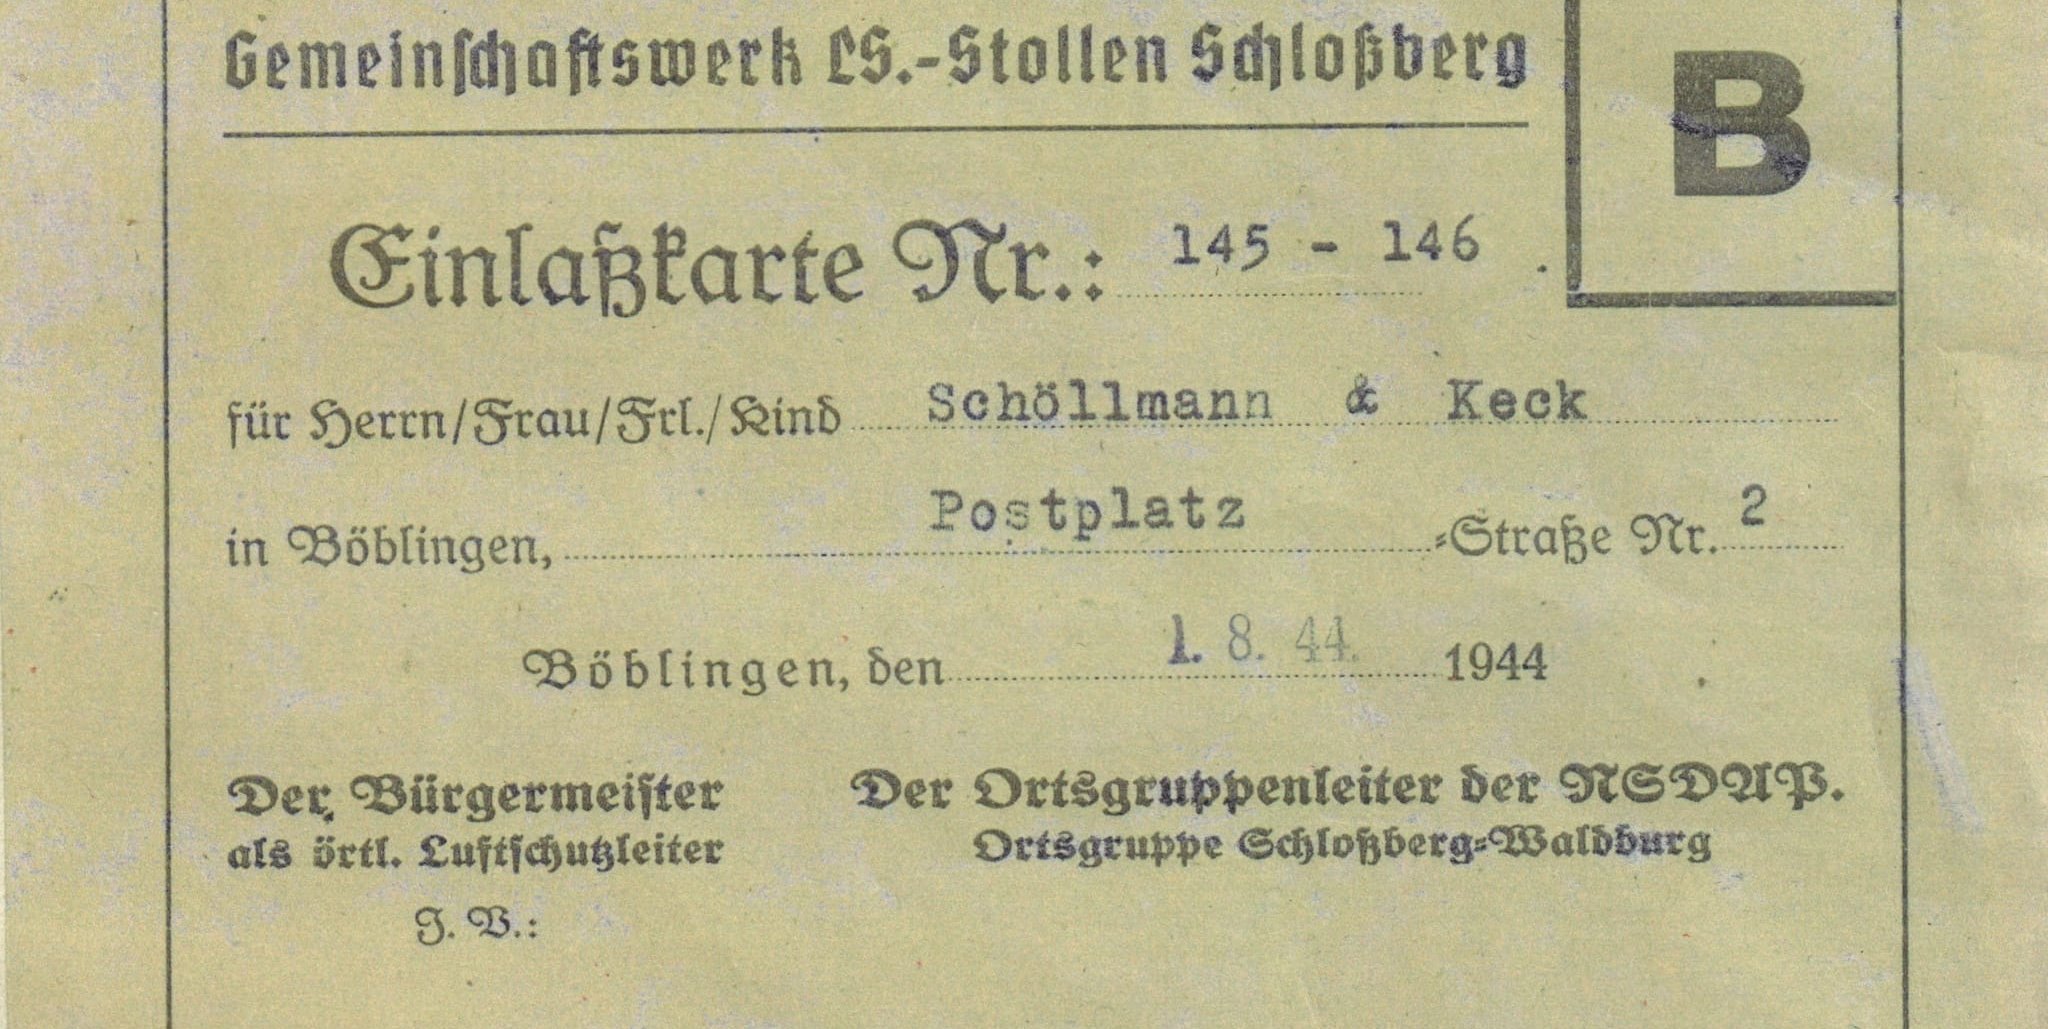 Gemeinschaftswerk LS.-Stollen Schloßberg
B
Einlaßkarte Nr.: 145 - 146
für Herrn/Frau/Frl./Kind Schöllmann & Keck
in Böblingen, Postplatz -Straße Nr. 2
Böblingen, den 1. 8. 44. 1944
Der Bürgermeister
als örtl. Luftschutzleiter
J. V.:
Der Ortsgruppenleiter der NSDAP.
Ortsgruppe Schloßberg-Waldburg